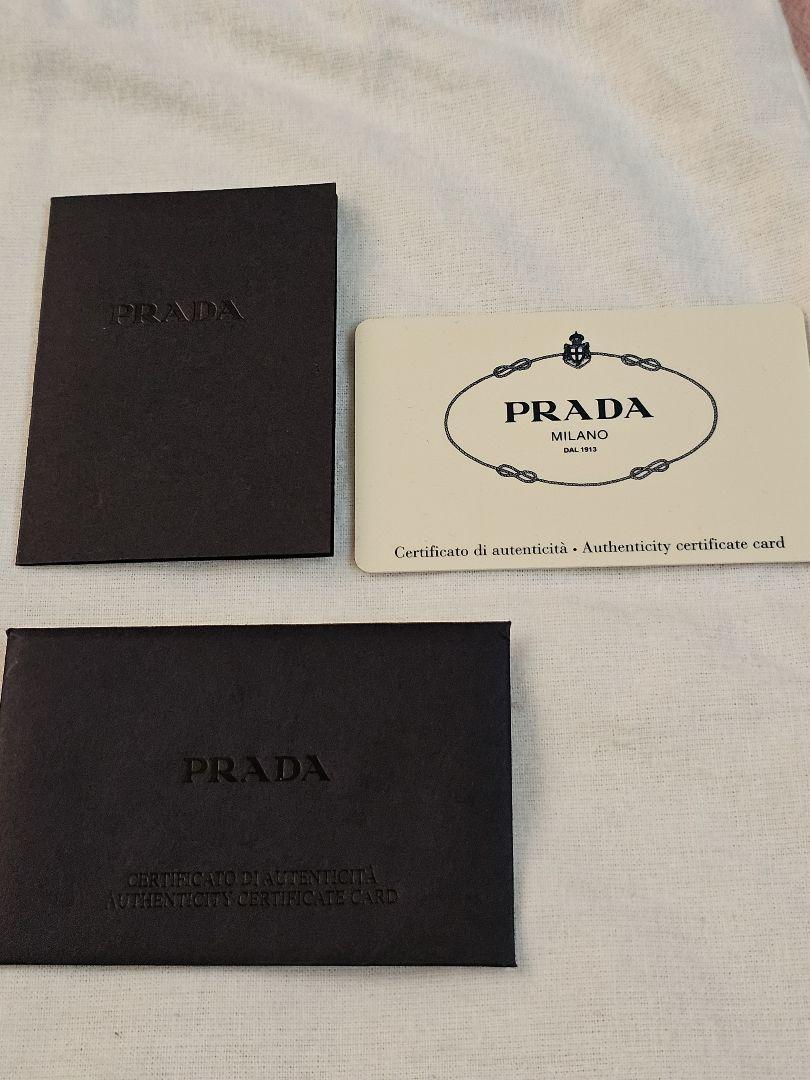 PRADA
PRADA
MILANO
DAL 1913
Certificato di autenticità • Authenticity certificate card
PRADA
CERTIFICATO DI AUTENTICITÀ
AUTHENTICITY CERTIFICATE CARD